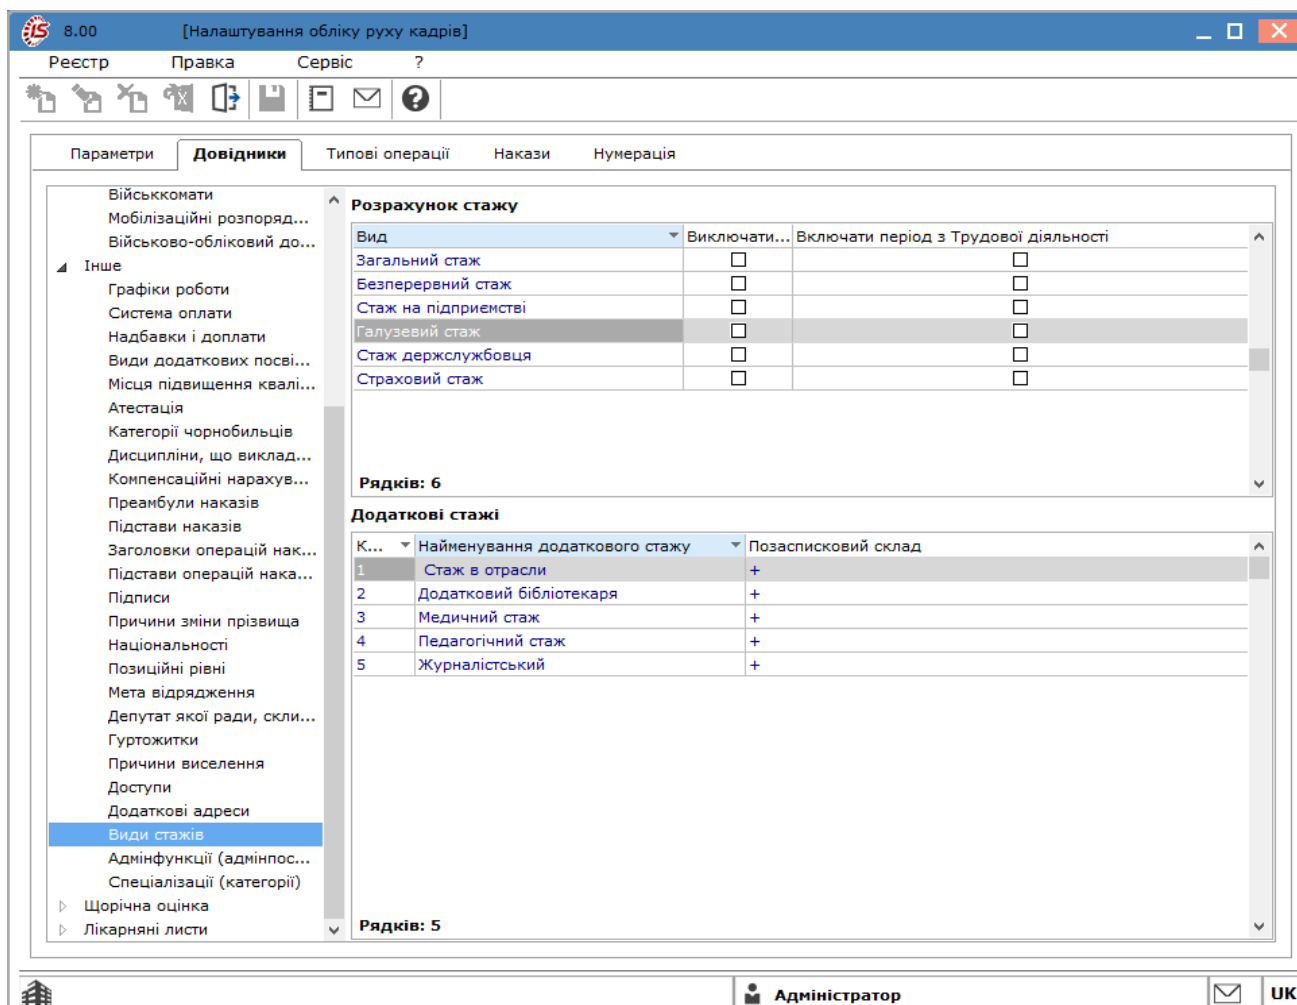 8.00 [Налаштування обліку руху кадрів]
Реєстр Правка Сервіс ?
Параметри Довідники Типові операції Накази Нумерація
Військкомати
Мобілізаційні розпоряд...
Військово-обліковий до...
Інше
Графіки роботи
Система оплати
Надбавки і доплати
Види додаткових посві...
Місця підвищення квалі...
Атестація
Категорії чорнобильців
Дисципліни, що виклад...
Компенсаційні нарахув...
Преамбули наказів
Підстави наказів
Заголовки операцій нак...
Підстави операцій нака...
Підписи
Причини зміни прізвища
Національності
Позиційні рівні
Мета відрядження
Депутат якої ради, скли...
Гуртожитки
Причини виселення
Доступи
Додаткові адреси
Види стажів
Адмінфункції (адмінпос...
Спеціалізації (категорії)
Щорічна оцінка
Лікарняні листи
Розрахунок стажу
Вид Виключати... Включати період з Трудової діяльності
Загальний стаж
Безперервний стаж
Стаж на підприємстві
Галузевий стаж
Стаж держслужбовця
Страховий стаж
Рядків: 6
Додаткові стажі
К... Найменування додаткового стажу Позасписковий склад
1 Стаж в отрасли +
2 Додатковий бібліотекаря +
3 Медичний стаж +
4 Педагогічний стаж +
5 Журналістський +
Рядків: 5
Адміністратор UK